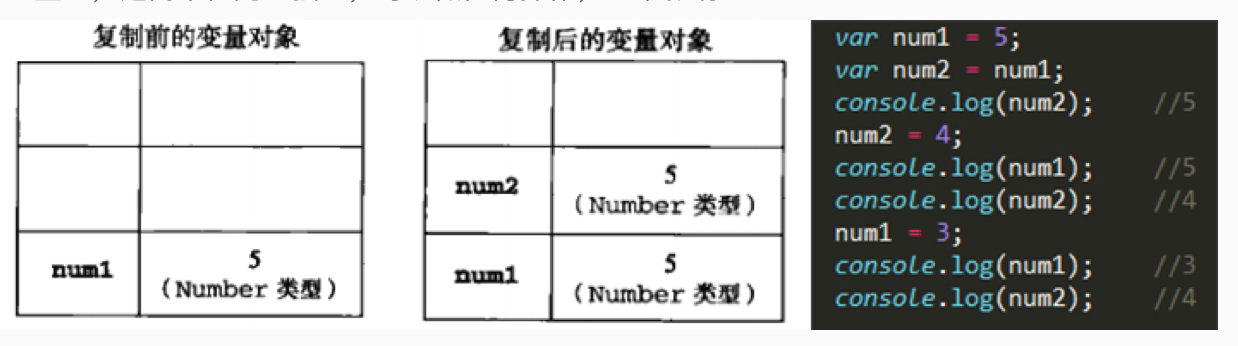 复制前的变量对象
num1
5
(Number 类型)
复制后的变量对象
num2
5
(Number 类型)
num1
5
(Number 类型)
var num1 = 5;
var num2 = num1;
console.log(num2); //5
num2 = 4;
console.log(num1); //5
console.log(num2); //4
num1 = 3;
console.log(num1); //3
console.log(num2); //4